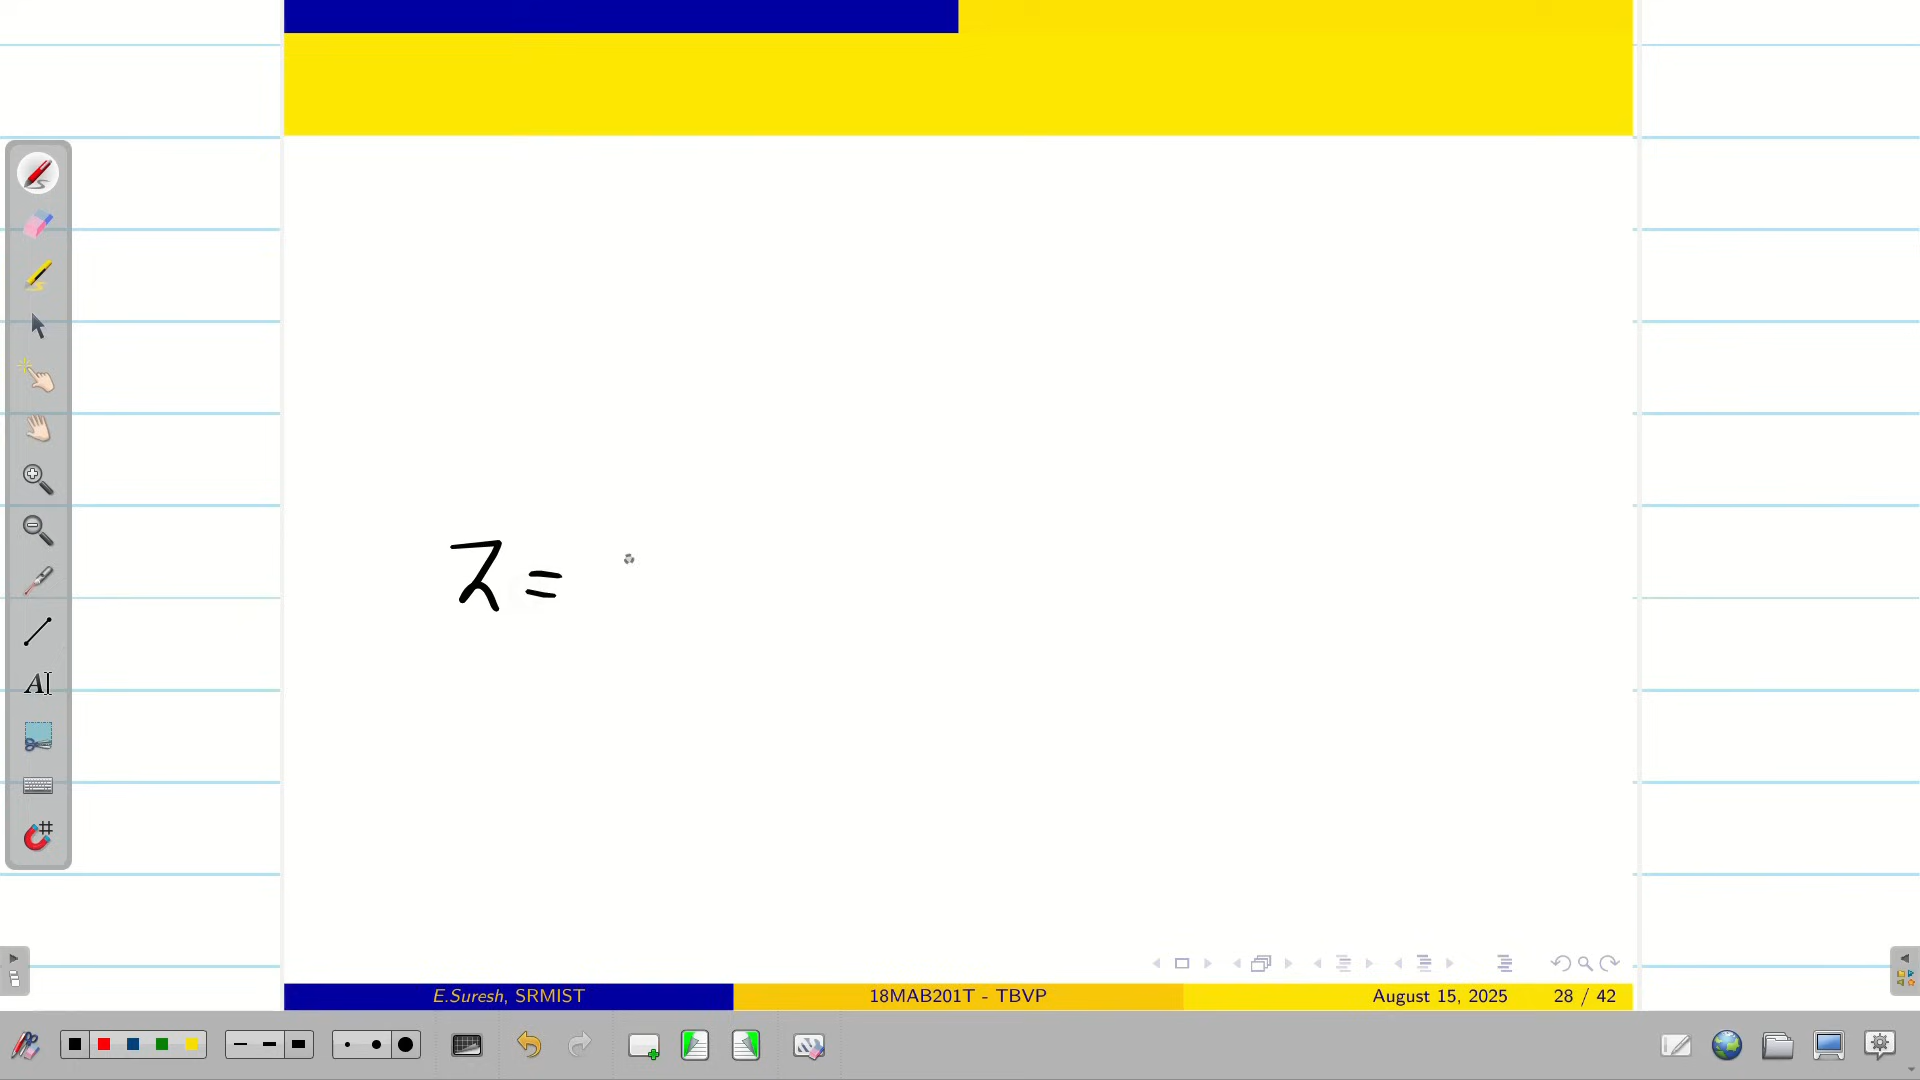 z =
E.Suresh, SRMIST 18MAB201T - TBVP August 15, 2025 28 / 42